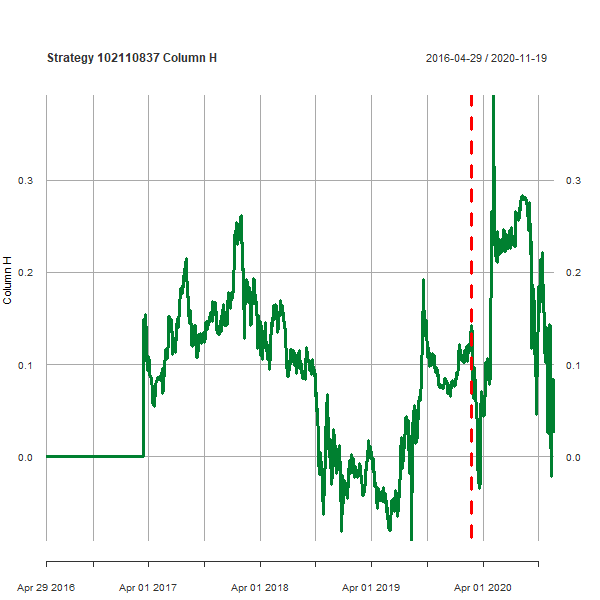 Strategy 102110837 Column H
2016-04-29 / 2020-11-19
Column H
0.3
0.2
0.1
0.0
0.3
0.2
0.1
0.0
Apr 29 2016
Apr 01 2017
Apr 01 2018
Apr 01 2019
Apr 01 2020